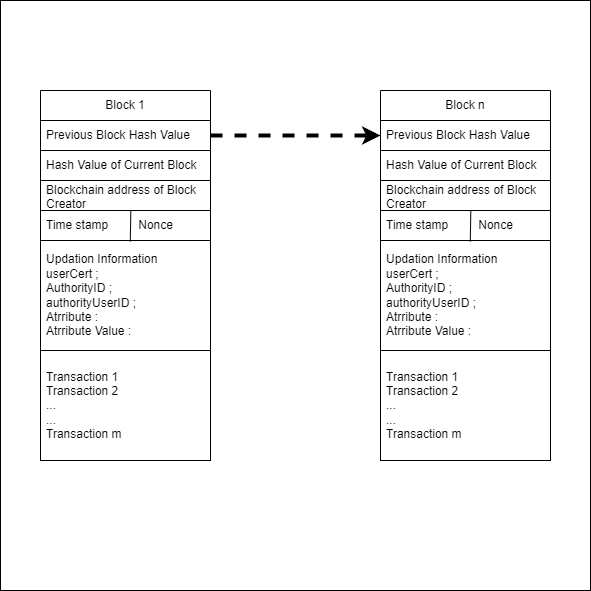 Block 1
Previous Block Hash Value
Hash Value of Current Block
Blockchain address of Block
Creator
Time stamp
Nonce
Updation Information
userCert ;
AuthorityID ;
authorityUserID ;
Atrribute :
Atrribute Value :
Transaction 1
Transaction 2
...
...
Transaction m
Block n
Previous Block Hash Value
Hash Value of Current Block
Blockchain address of Block
Creator
Time stamp
Nonce
Updation Information
userCert ;
AuthorityID ;
authorityUserID ;
Atrribute :
Atrribute Value :
Transaction 1
Transaction 2
...
...
Transaction m